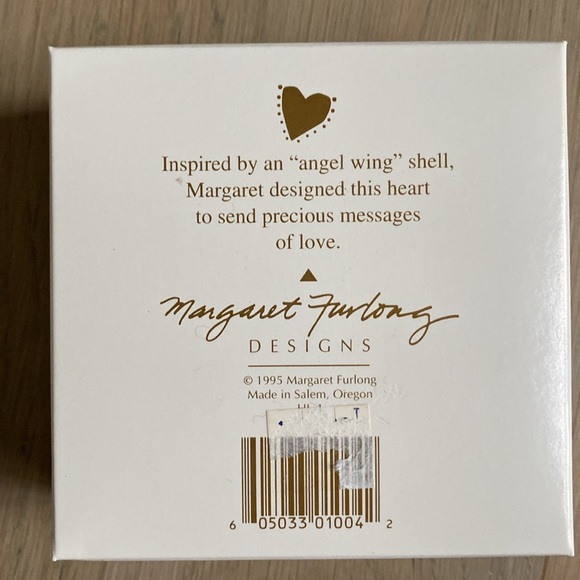 Inspired by an “angel wing” shell,
Margaret designed this heart
to send precious messages
of love.
Margaret Furlong
DESIGNS
© 1995 Margaret Furlong
Made in Salem, Oregon
T
6 05033 01004 2